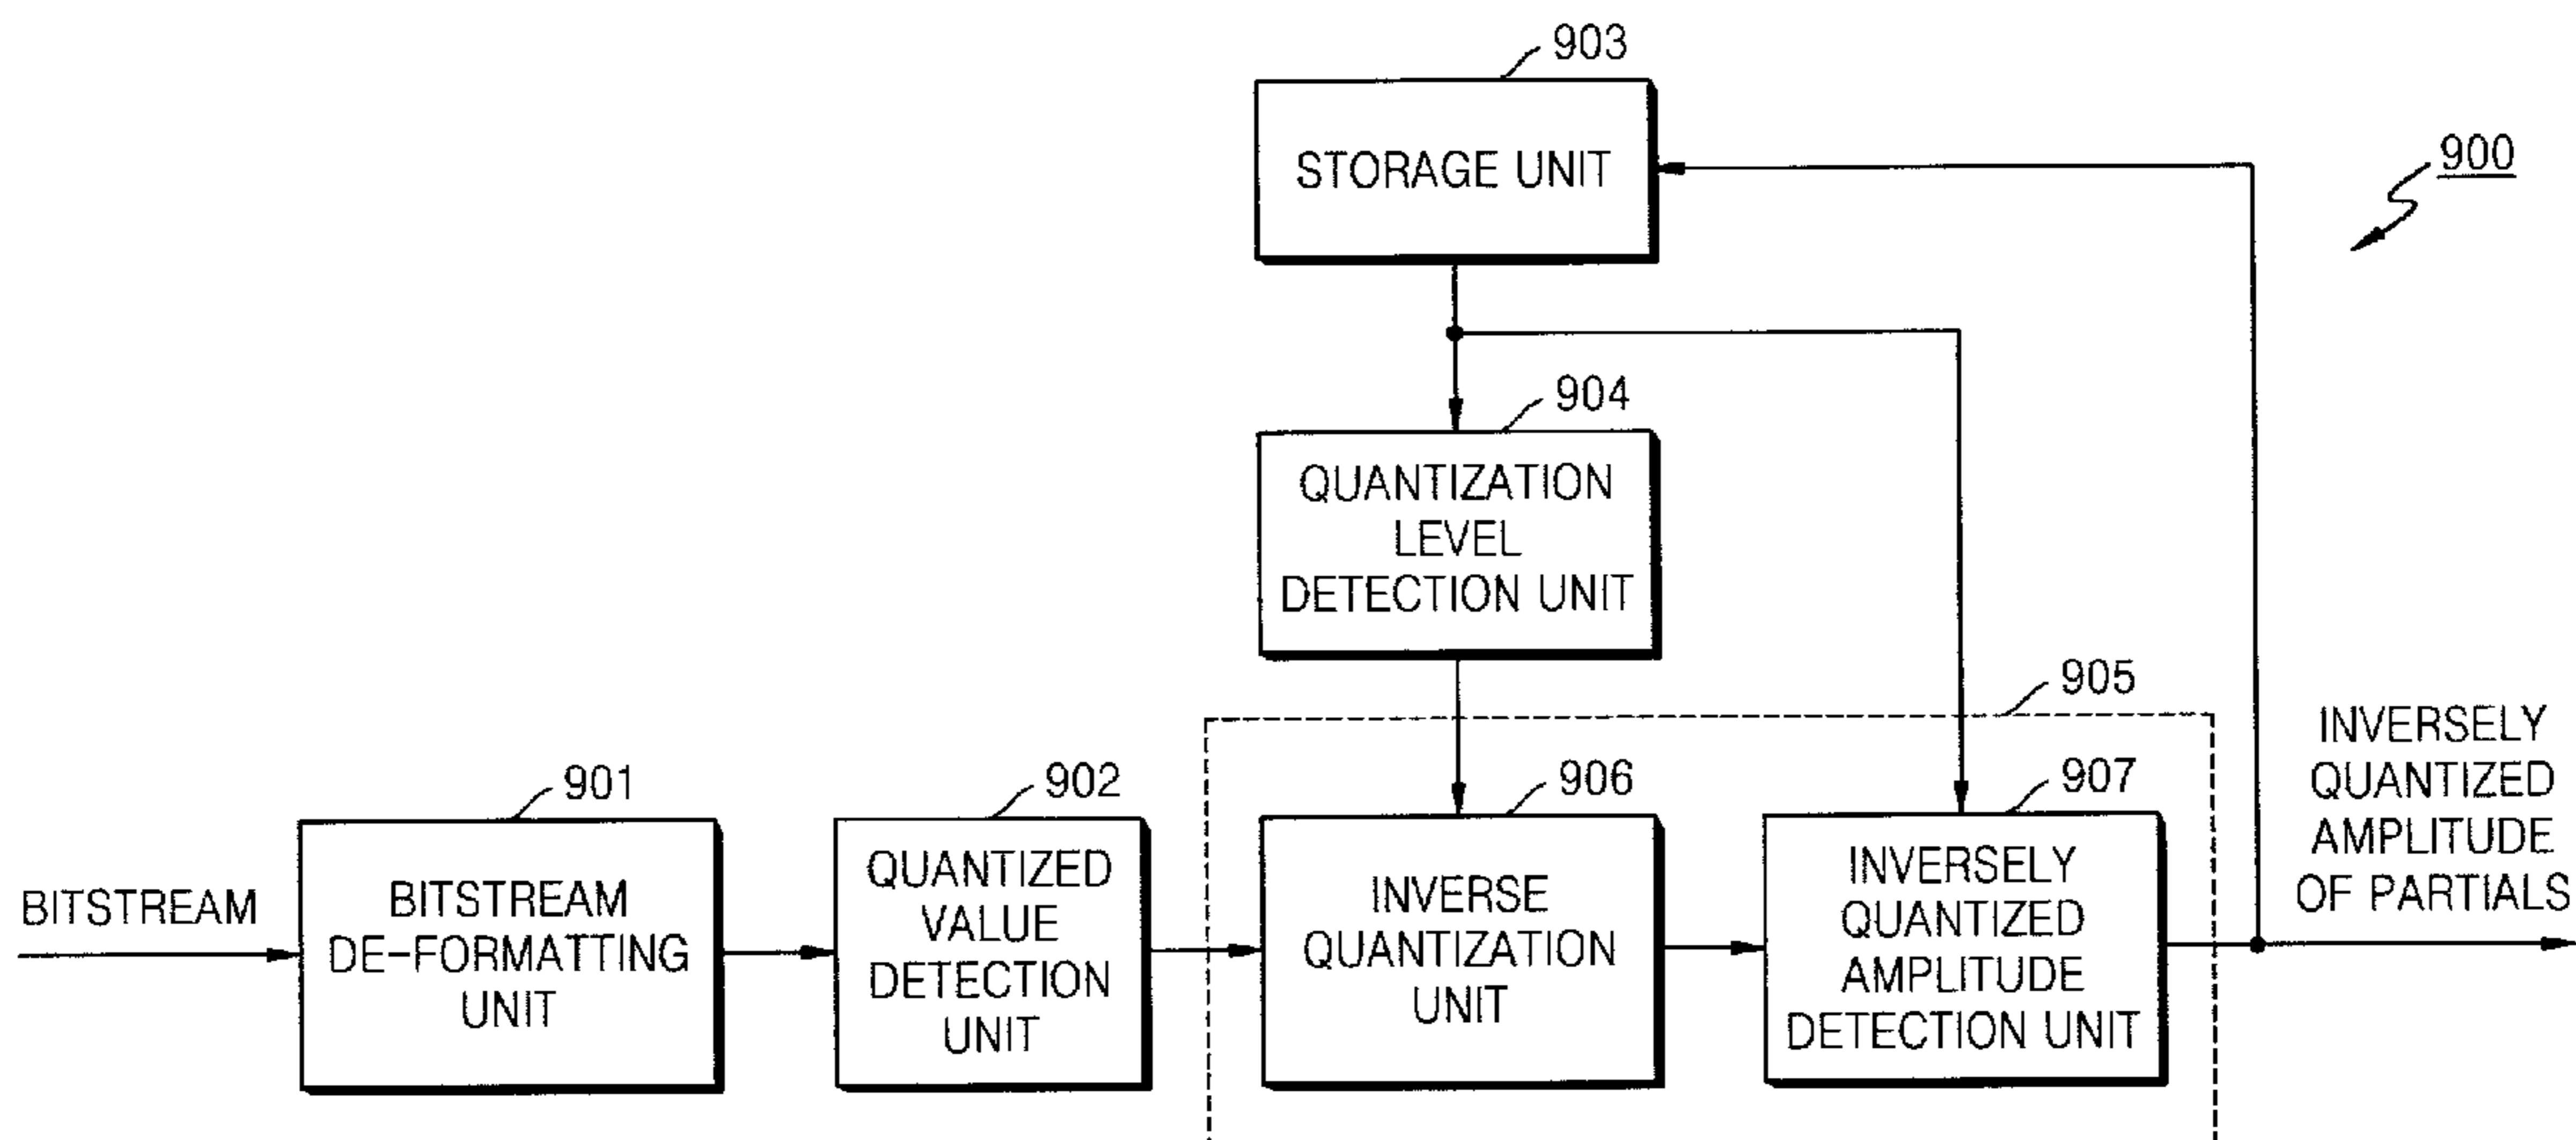 903
STORAGE UNIT
900
904
QUANTIZATION
LEVEL
DETECTION UNIT
905
INVERSELY
QUANTIZED
AMPLITUDE
OF PARTIALS
BITSTREAM
901
BITSTREAM
DE-FORMATTING
UNIT
902
QUANTIZED
VALUE
DETECTION
UNIT
906
INVERSE
QUANTIZATION
UNIT
907
INVERSELY
QUANTIZED
AMPLITUDE
DETECTION UNIT